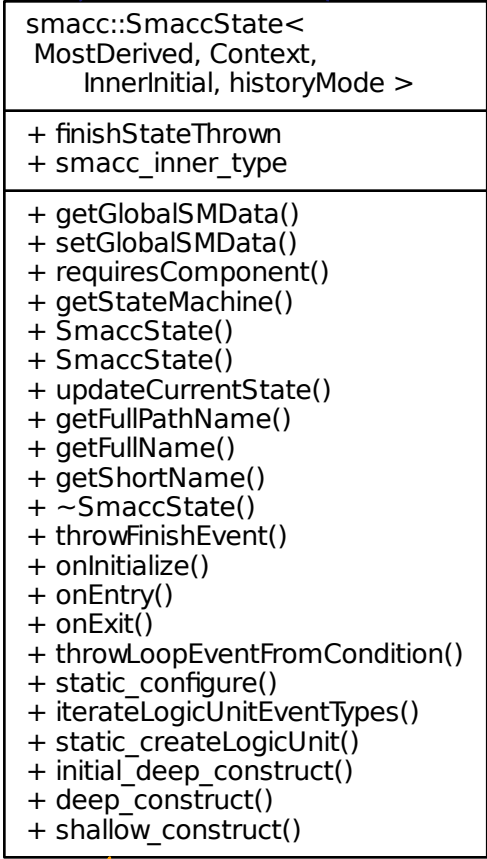 smacc::SmaccState<
MostDerived, Context,
InnerInitial, historyMode >
+ finishStateThrown
+ smacc_inner_type
+ getGlobalSMData()
+ setGlobalSMData()
+ requiresComponent()
+ getStateMachine()
+ SmaccState()
+ SmaccState()
+ updateCurrentState()
+ getFullPathName()
+ getFullName()
+ getShortName()
+ ~SmaccState()
+ throwFinishEvent()
+ onInitialize()
+ onEntry()
+ onExit()
+ throwLoopEventFromCondition()
+ static_configure()
+ iterateLogicUnitEventTypes()
+ static_createLogicUnit()
+ initial_deep_construct()
+ deep_construct()
+ shallow_construct()